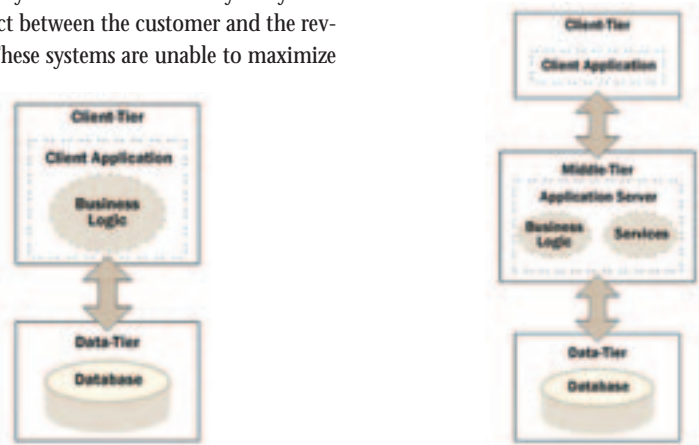 ct between the customer and the rev-
These systems are unable to maximize
Client-Tier
Client Application
Business
Logic
Data-Tier
Database
Client-Tier
Client Application
Middle-Tier
Application Server
Business
Logic
Services
Data-Tier
Database